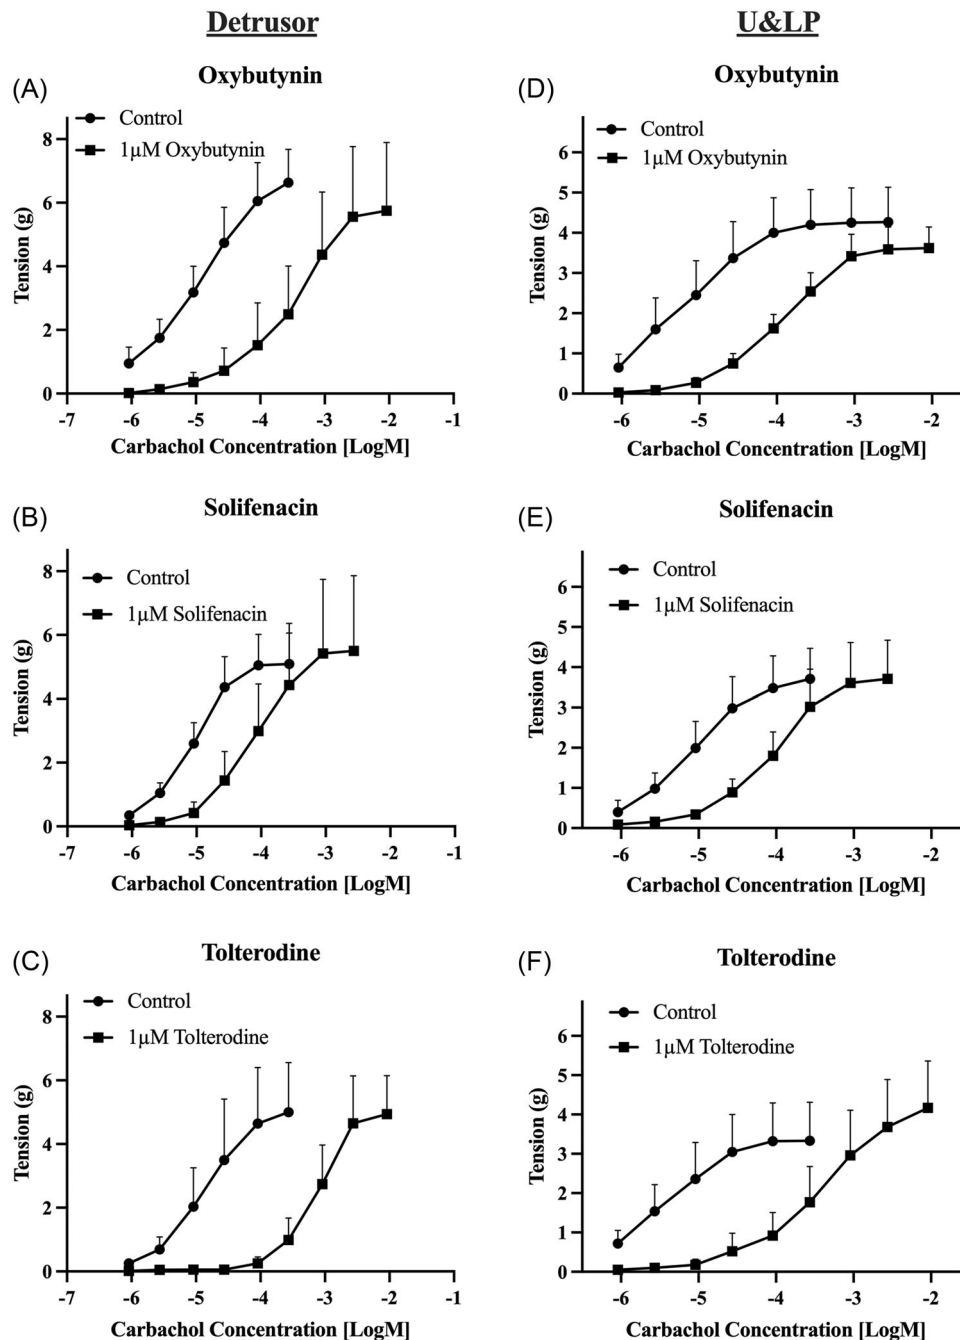 Detrusor
U&LP
(A)
Oxybutynin
Control
1μM Oxybutynin
Tension (g)
8
6
4
2
0
-7 -6 -5 -4 -3 -2 -1
Carbachol Concentration [LogM]
(D)
Oxybutynin
Control
1μM Oxybutynin
Tension (g)
6
5
4
3
2
1
0
-6 -5 -4 -3 -2
Carbachol Concentration [LogM]
(B)
Solifenacin
Control
1μM Solifenacin
Tension (g)
8
6
4
2
0
-7 -6 -5 -4 -3 -2 -1
Carbachol Concentration [LogM]
(E)
Solifenacin
Control
1μM Solifenacin
Tension (g)
6
5
4
3
2
1
0
-6 -5 -4 -3 -2
Carbachol Concentration [LogM]
(C)
Tolterodine
Control
1μM Tolterodine
Tension (g)
8
6
4
2
0
-7 -6 -5 -4 -3 -2 -1
Carbachol Concentration [LogM]
(F)
Tolterodine
Control
1μM Tolterodine
Tension (g)
6
5
4
3
2
1
0
-6 -5 -4 -3 -2
Carbachol Concentration [LogM]